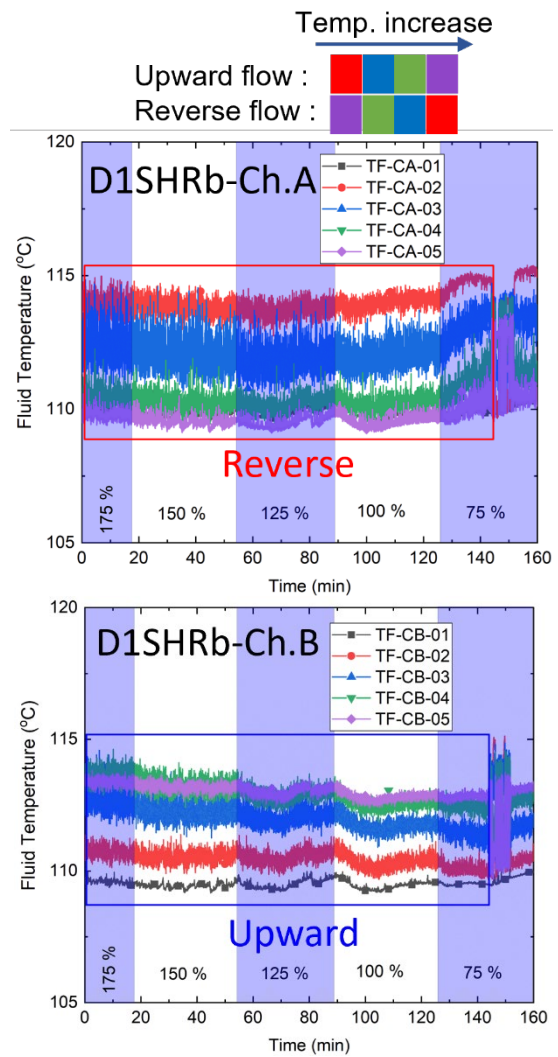 Temp. increase
Upward flow :
Reverse flow :
120
115
110
105
Fluid Temperature (°C)
D1SHRb-Ch.A
TF-CA-01
TF-CA-02
TF-CA-03
TF-CA-04
TF-CA-05
Reverse
175 %
150 %
125 %
100 %
75 %
0 20 40 60 80 100 120 140 160
Time (min)
120
115
110
105
Fluid Temperature (°C)
D1SHRb-Ch.B
TF-CB-01
TF-CB-02
TF-CB-03
TF-CB-04
TF-CB-05
Upward
175 %
150 %
125 %
100 %
75 %
0 20 40 60 80 100 120 140 160
Time (min)